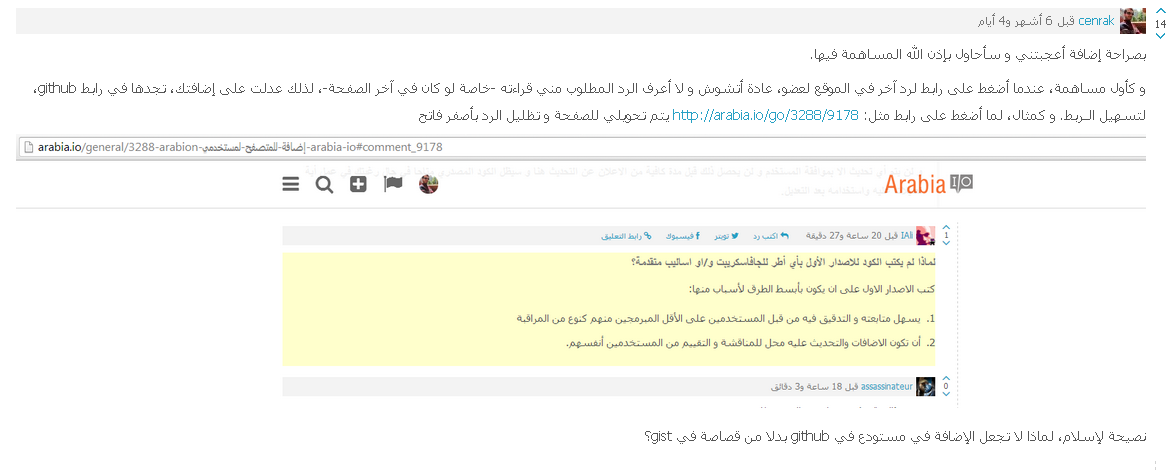 cenrak قبل 6 أشهر و4 أيام
14
بصراحة إضافة أعجبتني و سأحاول بإذن الله المساهمة فيها.
و كأول مساهمة، عندما أضغط على رابط لرد آخر في الموقع لعضو، عادة أتشوش و لا أعرف الرد المطلوب مني قراءته -خاصة لو كان في آخر الصفحة-، لذلك عدلت على إضافتك، تجدها في رابط github،
لتسهيل الـربط. و كمثال، لما أضغط على رابط مثل: http://arabia.io/go/3288/9178 يتم تحويلي للصفحة و تظليل الرد بأصفر فاتح
arabia.io/general/3288-arabion-إضافة-للمتصفح-لمستخدمي-arabia-io#comment_9178
Arabia IO
IAli قبل 20 ساعة و27 دقيقة اكتب رد تويتر فيسبوك رابط التعليق
1
لماذا لم يكتب الكود للاصدار الأول بأي أطر للجافاسكريبت و/او اساليب متقدمة؟
كتب الاصدار الاول على ان يكون بأبسط الطرق لأسباب منها:
1. يسهل متابعته و التدقيق فيه من قبل المستخدمين على الأقل المبرمجين منهم كنوع من المراقبة
2. أن تكون الاضافات والتحديث عليه محل للمناقشة و التقييم من المستخدمين أنفسهم.
assassinateur قبل 18 ساعة و3 دقائق
0
نصيحة لإسلام، لماذا لا تجعل الإضافة في مستودع في github بدلا من قصاصة في gist؟